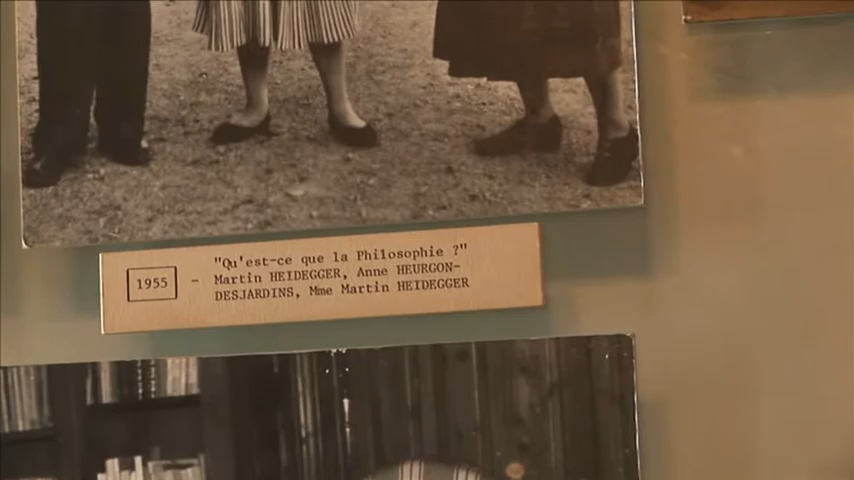 "Qu'est-ce que la Philosophie ?"
1955 - Martin HEIDEGGER, Anne HEURGON-
DESJARDINS, Mme Martin HEIDEGGER